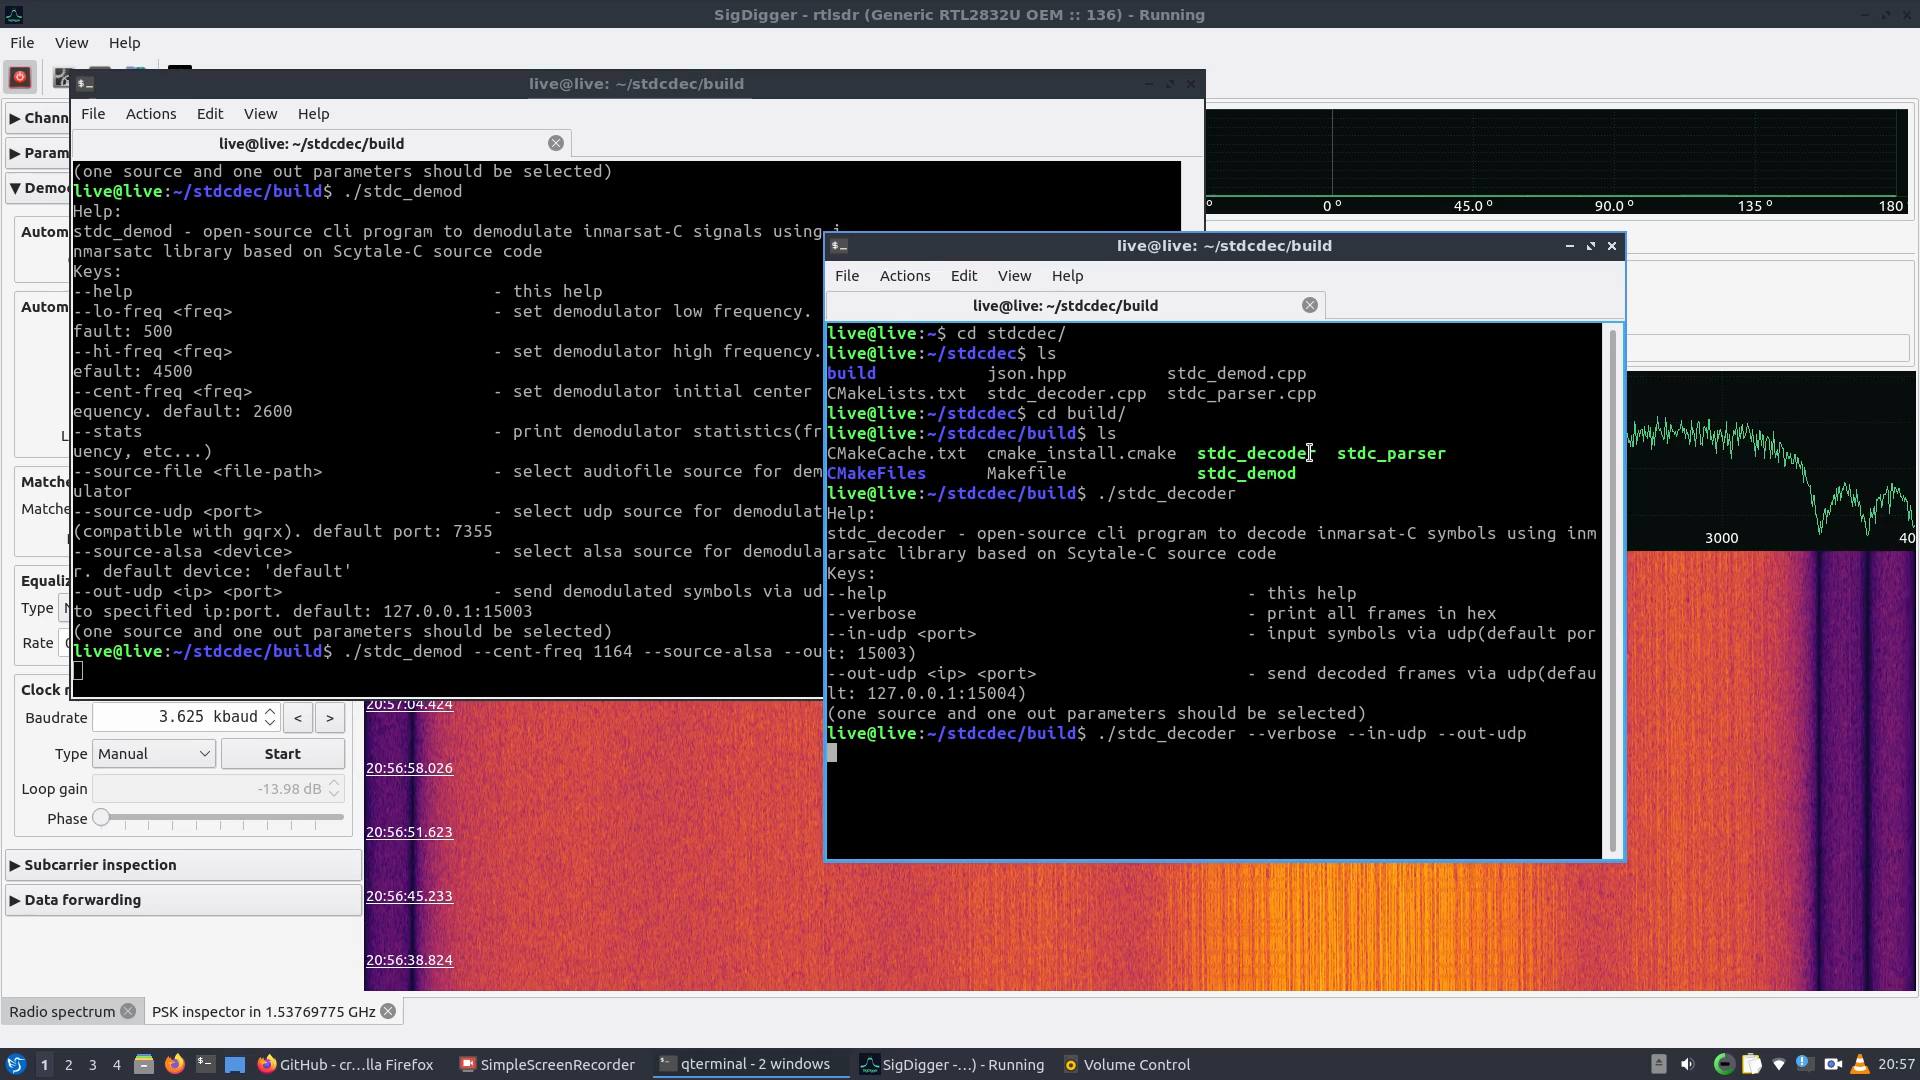 SigDigger - rtlsdr (Generic RTL2832U OEM :: 136) - Running
File View Help
live@live: ~/stdcdec/build
File Actions Edit View Help
live@live: ~/stdcdec/build
(one source and one out parameters should be selected)
live@live:~/stdcdec/build$ ./stdc_demod
Help:
stdc_demod - open-source cli program to demodulate inmarsat-C signals using i
nmarsatc library based on Scytale-C source code
Keys:
--help - this help
--lo-freq <freq> - set demodulator low frequency.
fault: 500
--hi-freq <freq> - set demodulator high frequency.
efault: 4500
--cent-freq <freq> - set demodulator initial center
equency. default: 2600
--stats - print demodulator statistics(fr
uency, etc...)
--source-file <file-path> - select audiofile source for dem
ulator
--source-udp <port> - select udp source for demodulat
(compatible with gqrx). default port: 7355
--source-alsa <device> - select alsa source for demodula
r. default device: 'default'
--out-udp <ip> <port> - send demodulated symbols via ud
to specified ip:port. default: 127.0.0.1:15003
(one source and one out parameters should be selected)
live@live:~/stdcdec/build$ ./stdc_demod --cent-freq 1164 --source-alsa --ou
live@live: ~/stdcdec/build
File Actions Edit View Help
live@live: ~/stdcdec/build
live@live:~$ cd stdcdec/
live@live:~/stdcdec$ ls
build json.hpp stdc_demod.cpp
CMakeLists.txt stdc_decoder.cpp stdc_parser.cpp
live@live:~/stdcdec$ cd build/
live@live:~/stdcdec/build$ ls
CMakeCache.txt cmake_install.cmake stdc_decoder stdc_parser
CMakeFiles Makefile stdc_demod
live@live:~/stdcdec/build$ ./stdc_decoder
Help:
stdc_decoder - open-source cli program to decode inmarsat-C symbols using inm
arsatc library based on Scytale-C source code
Keys:
--help - this help
--verbose - print all frames in hex
--in-udp <port> - input symbols via udp(default por
t: 15003)
--out-udp <ip> <port> - send decoded frames via udp(defau
lt: 127.0.0.1:15004)
(one source and one out parameters should be selected)
live@live:~/stdcdec/build$ ./stdc_decoder --verbose --in-udp --out-udp
Chann
Param
Demo
Autom
Autom
L
Matche
Matche
Equaliz
Type N
Rate
Clock r
Baudrate 3.625 kbaud < >
Type Manual Start
Loop gain -13.98 dB
Phase
Subcarrier inspection
Data forwarding
0 º 45.0 º 90.0 º 135 º 180
3000 40
20:57:04.424
20:56:58.026
20:56:51.623
20:56:45.233
20:56:38.824
Radio spectrum PSK inspector in 1.53769775 GHz
1 2 3 4 GitHub - cr...lla Firefox SimpleScreenRecorder qterminal - 2 windows SigDigger -...) - Running Volume Control 20:57